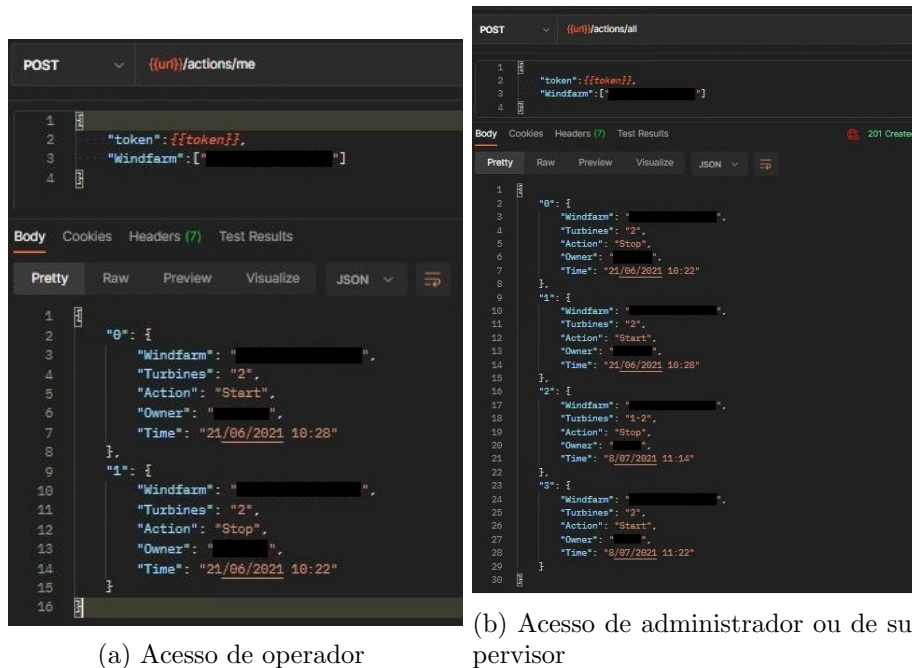 POST {{url}}/actions/me
1 {
2 "token":{{token}},
3 "Windfarm":[" "]
4 }
Body Cookies Headers (7) Test Results
Pretty Raw Preview Visualize JSON
1 {
2 "0": {
3 "Windfarm": " ",
4 "Turbines": "2",
5 "Action": "Start",
6 "Owner": " ",
7 "Time": "21/06/2021 10:28"
8 },
9 "1": {
10 "Windfarm": " ",
11 "Turbines": "2",
12 "Action": "Stop",
13 "Owner": " ",
14 "Time": "21/06/2021 10:22"
15 }
16 }
(a) Acesso de operador
POST {{url}}/actions/all
1 {
2 "token":{{token}},
3 "Windfarm":[" "]
4 }
Body Cookies Headers (7) Test Results 201 Created
Pretty Raw Preview Visualize JSON
1 {
2 "0": {
3 "Windfarm": " ",
4 "Turbines": "2",
5 "Action": "Stop",
6 "Owner": " ",
7 "Time": "21/06/2021 10:22"
8 },
9 "1": {
10 "Windfarm": " ",
11 "Turbines": "2",
12 "Action": "Start",
13 "Owner": " ",
14 "Time": "21/06/2021 10:28"
15 },
16 "2": {
17 "Windfarm": " ",
18 "Turbines": "1-2",
19 "Action": "Stop",
20 "Owner": " ",
21 "Time": "8/07/2021 11:14"
22 },
23 "3": {
24 "Windfarm": " ",
25 "Turbines": "2",
26 "Action": "Start",
27 "Owner": " ",
28 "Time": "8/07/2021 11:22"
29 }
30 }
(b) Acesso de administrador ou de su
pervisor